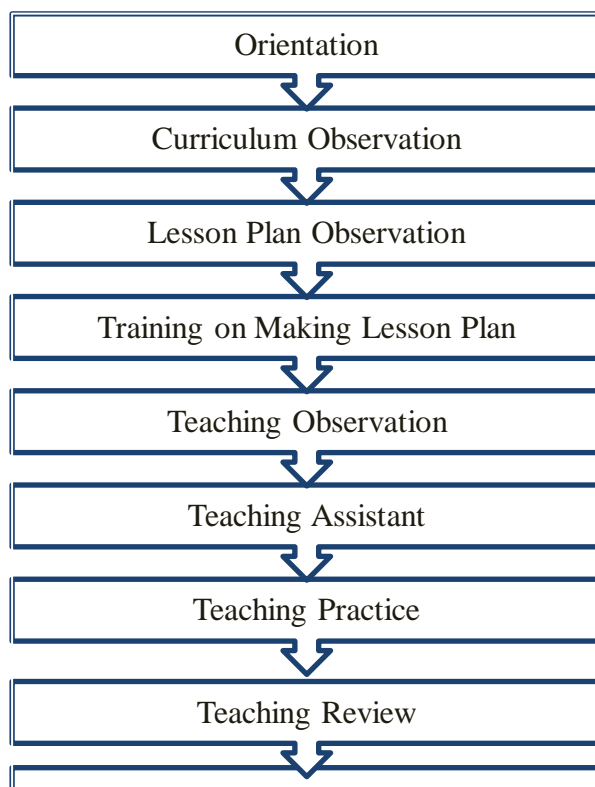 Orientation
Curriculum Observation
Lesson Plan Observation
Training on Making Lesson Plan
Teaching Observation
Teaching Assistant
Teaching Practice
Teaching Review